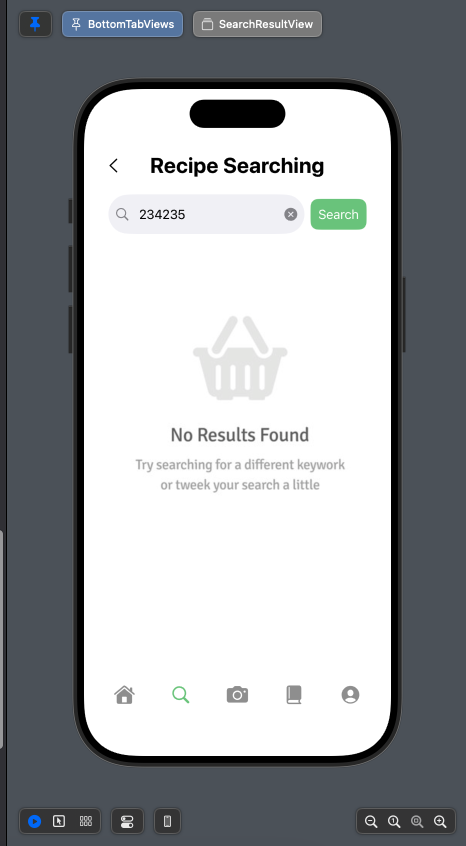 BottomTabViews
SearchResultView
Recipe Searching
234235
Search
No Results Found
Try searching for a different keywork
or tweek your search a little